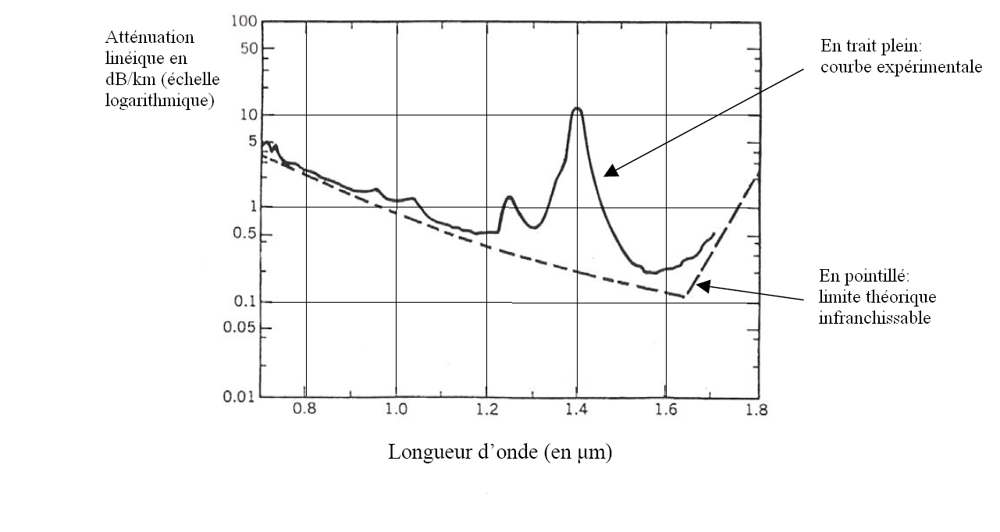 Atténuation
linéique en
dB/km (échelle
logarithmique)
100
50
10
5
1
0.5
0.1
0.05
0.01
0.8
1.0
1.2
1.4
1.6
1.8
Longueur d’onde (en μm)
En trait plein:
courbe expérimentale
En pointillé:
limite théorique
infranchissable